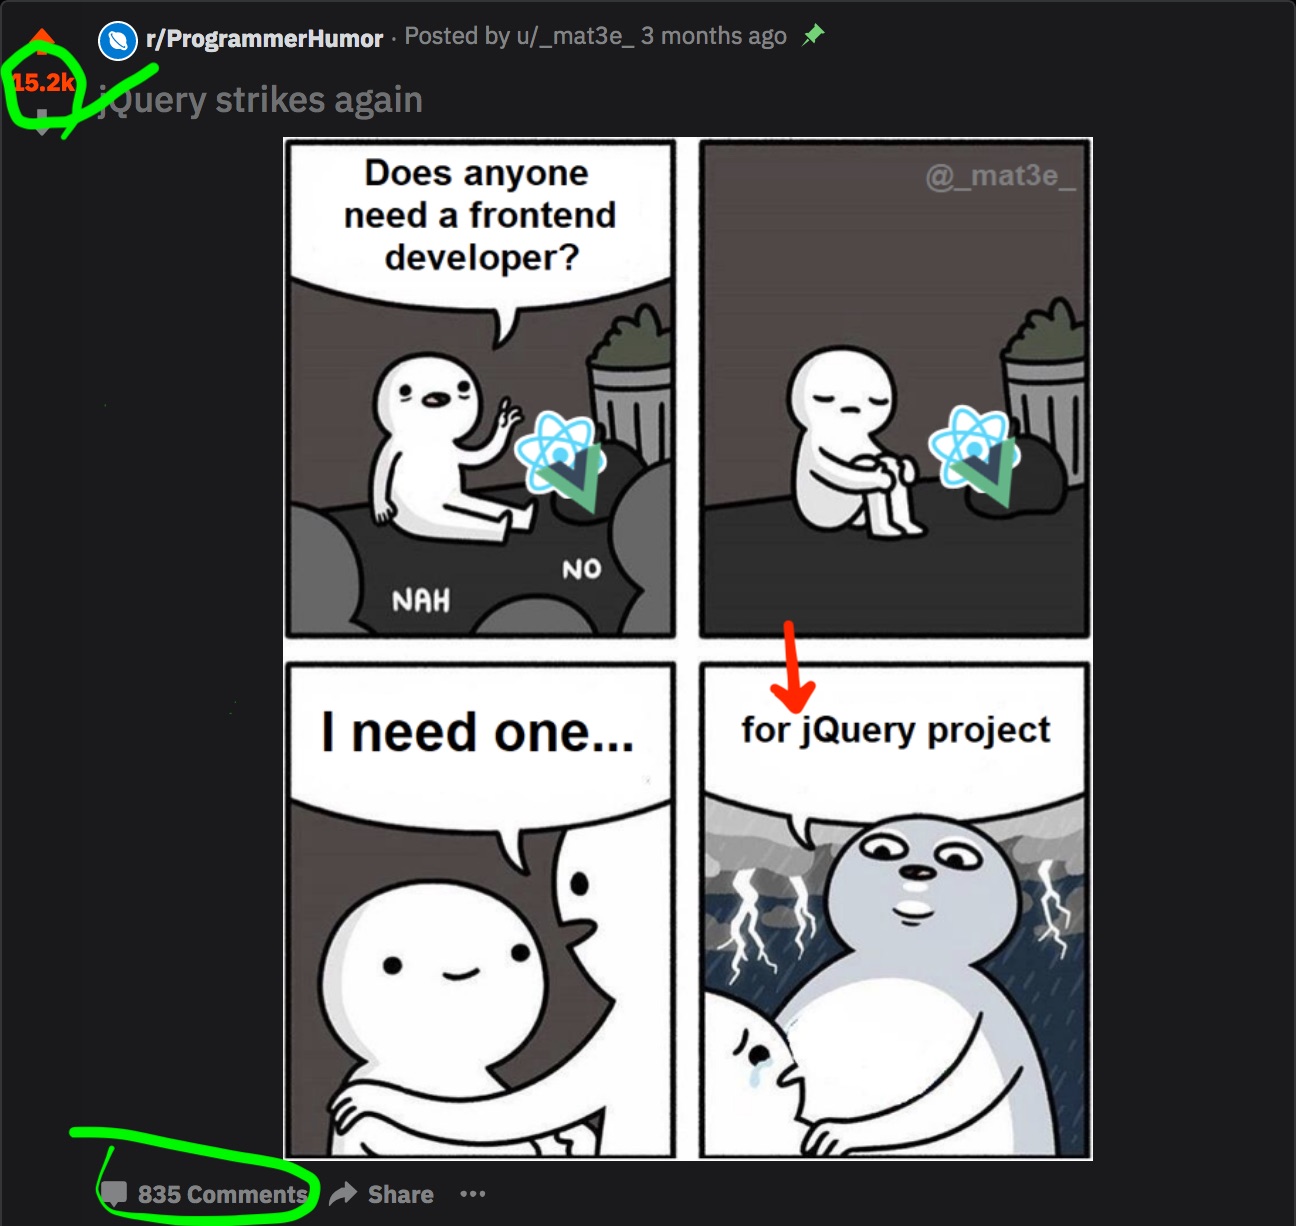 r/ProgrammerHumor · Posted by u/_mat3e_ 3 months ago
15.2k
jQuery strikes again
Does anyone
need a frontend
developer?
NO
NAH
@_mat3e_
I need one...
for jQuery project
835 Comments
Share